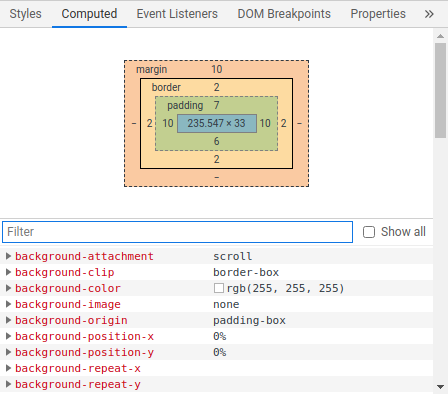 Styles Computed Event Listeners DOM Breakpoints Properties »
margin 10
border 2
padding 7
– 2 10 235.547 × 33 10 2 –
6
2
–
Filter Show all
background-attachment scroll
background-clip border-box
background-color rgb(255, 255, 255)
background-image none
background-origin padding-box
background-position-x 0%
background-position-y 0%
background-repeat-x
background-repeat-y